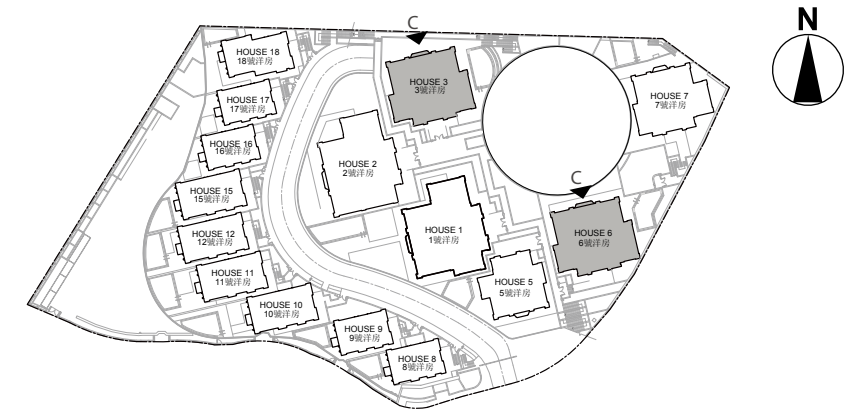 N
C
HOUSE 18
18號洋房
HOUSE 3
3號洋房
HOUSE 7
7號洋房
HOUSE 17
17號洋房
HOUSE 16
16號洋房
HOUSE 2
2號洋房
HOUSE 15
15號洋房
C
HOUSE 12
12號洋房
HOUSE 1
1號洋房
HOUSE 6
6號洋房
HOUSE 11
11號洋房
HOUSE 5
5號洋房
HOUSE 10
10號洋房
HOUSE 9
9號洋房
HOUSE 8
8號洋房